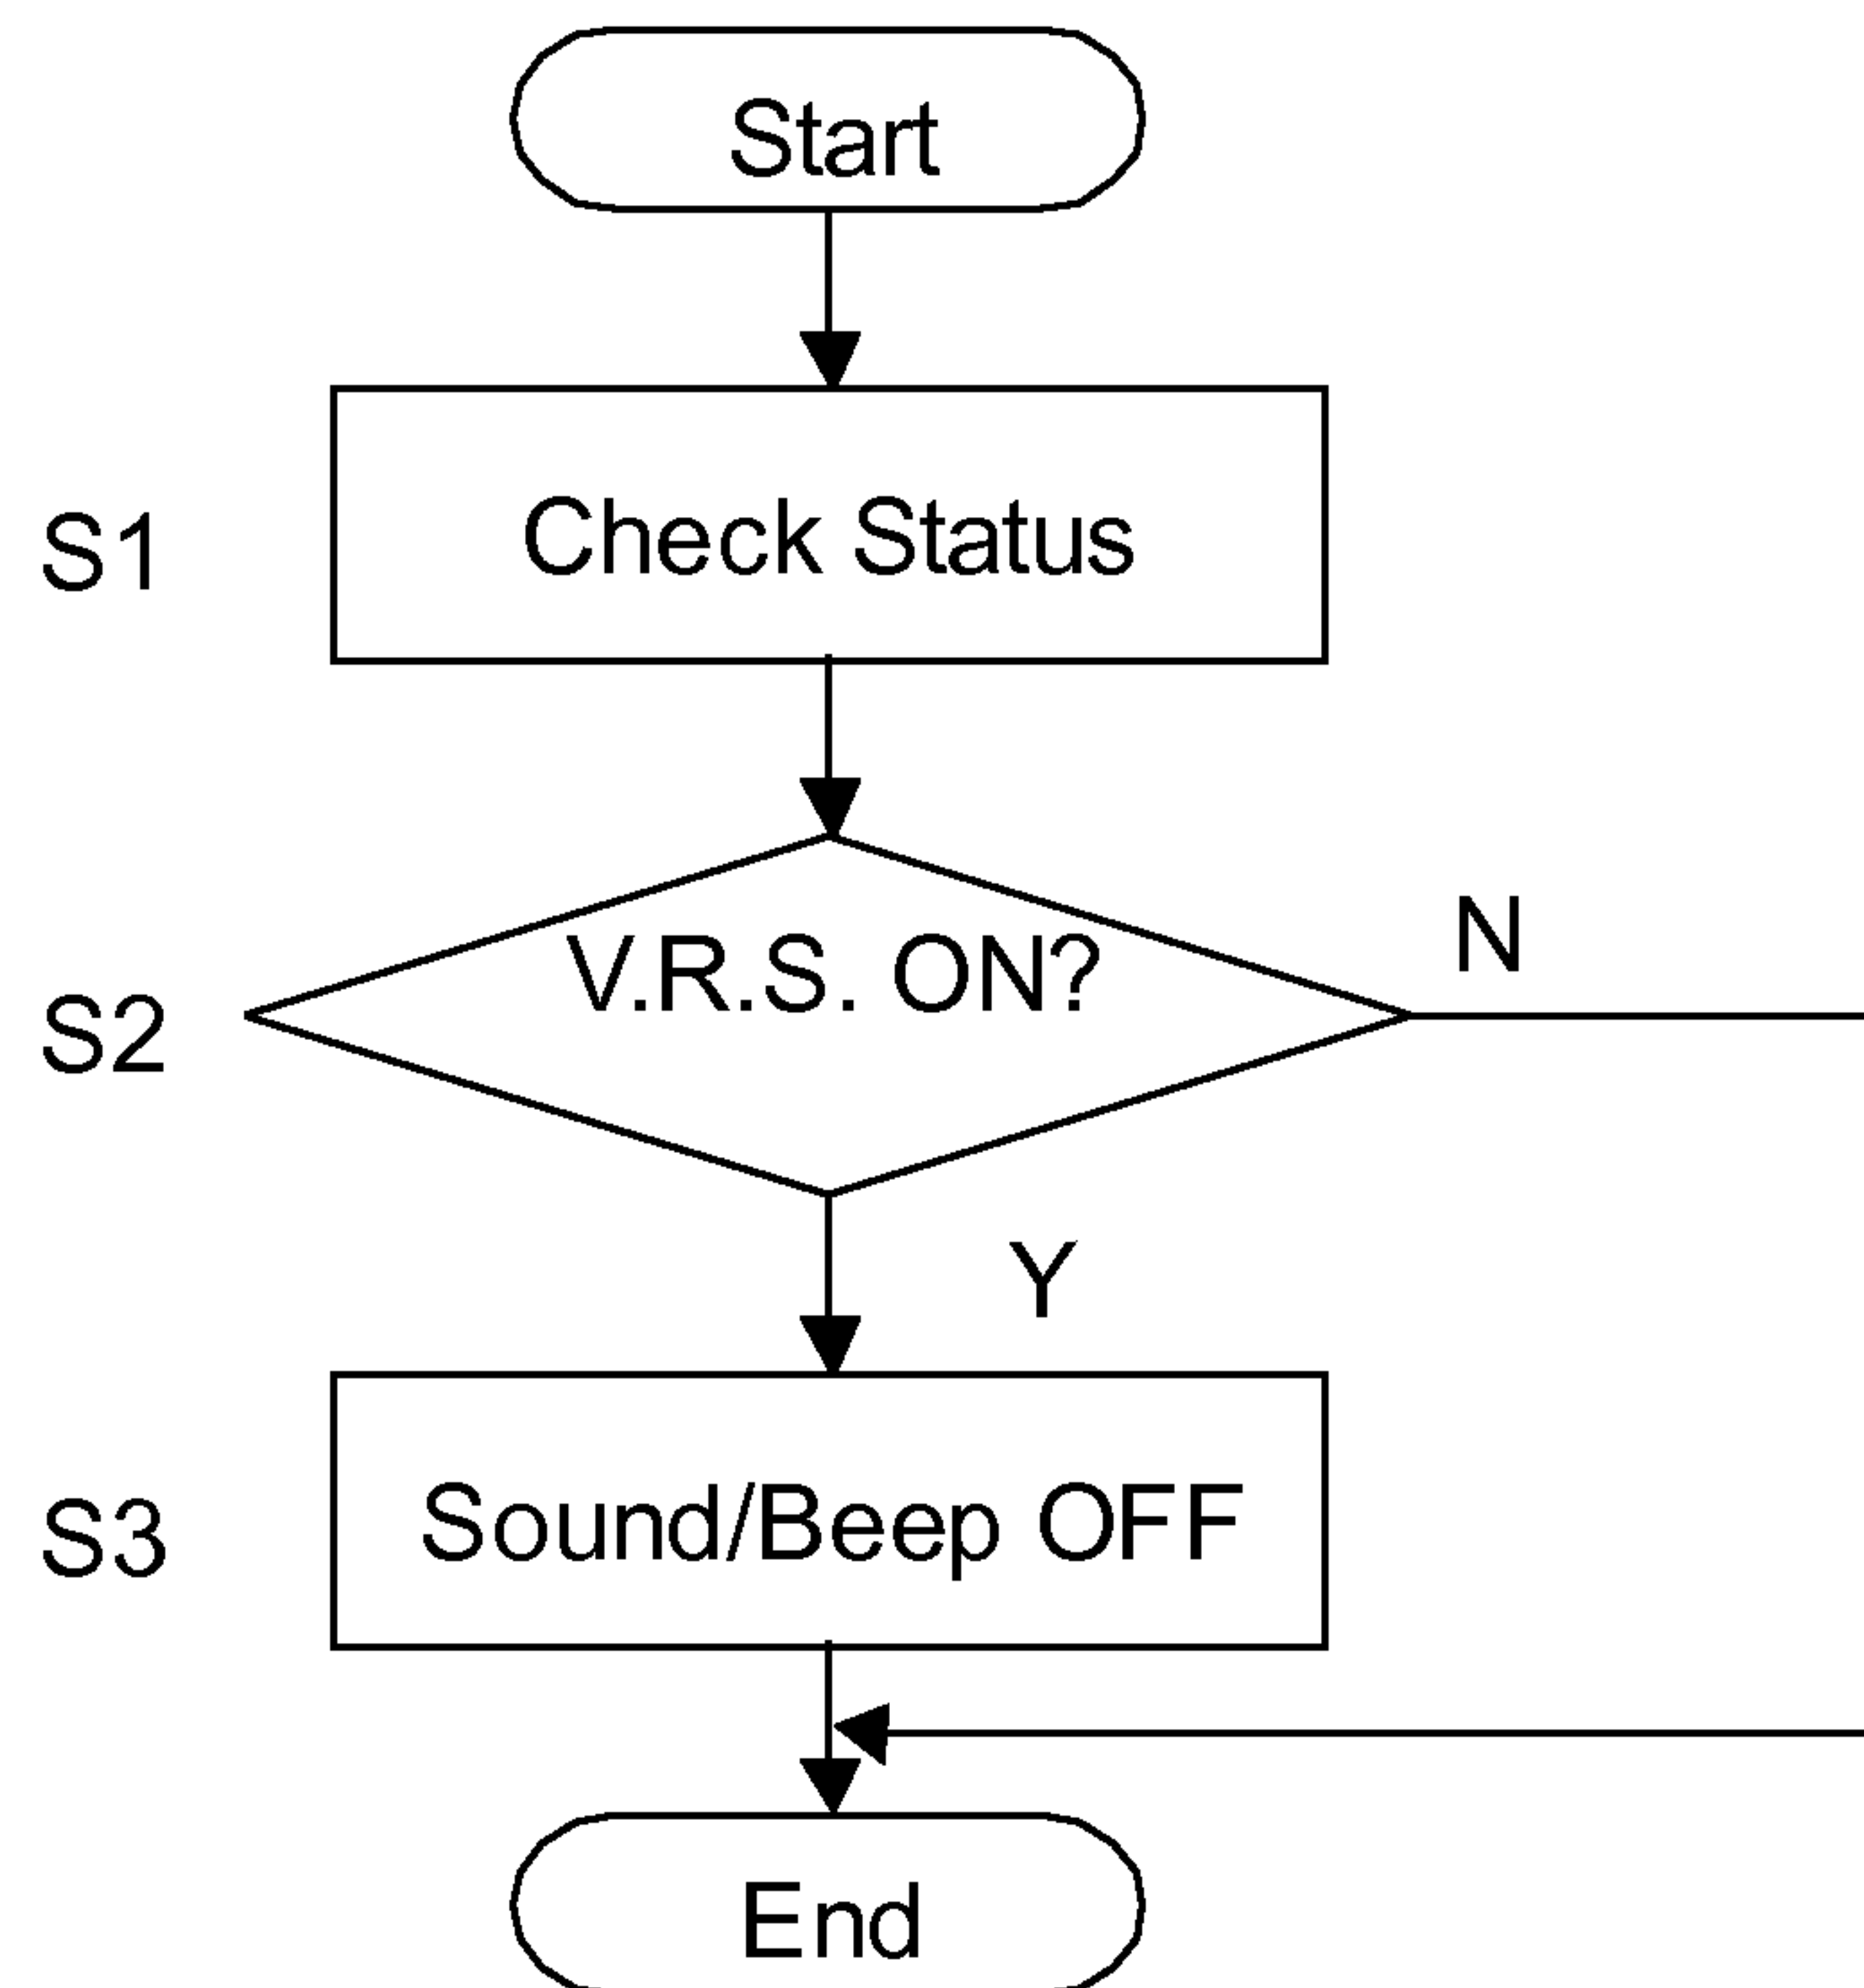 Start
S1
Check Status
S2
V.R.S. ON?
N
Y
S3
Sound/Beep OFF
End